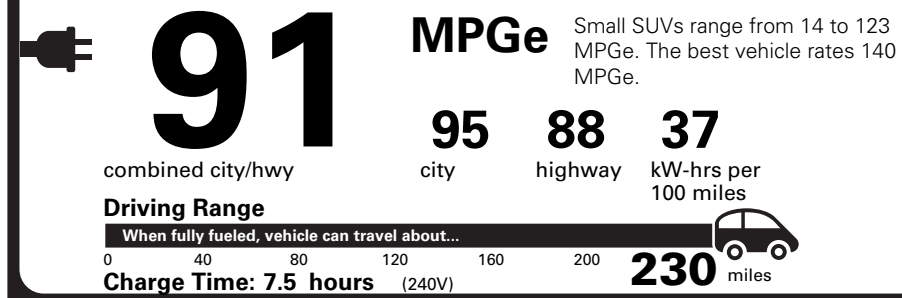 91
MPGe
Small SUVs range from 14 to 123
MPGe. The best vehicle rates 140
MPGe.
combined city/hwy
95
city
88
highway
37
kW-hrs per
100 miles
Driving Range
When fully fueled, vehicle can travel about...
0 40 80 120 160 200 230 miles
Charge Time: 7.5 hours (240V)